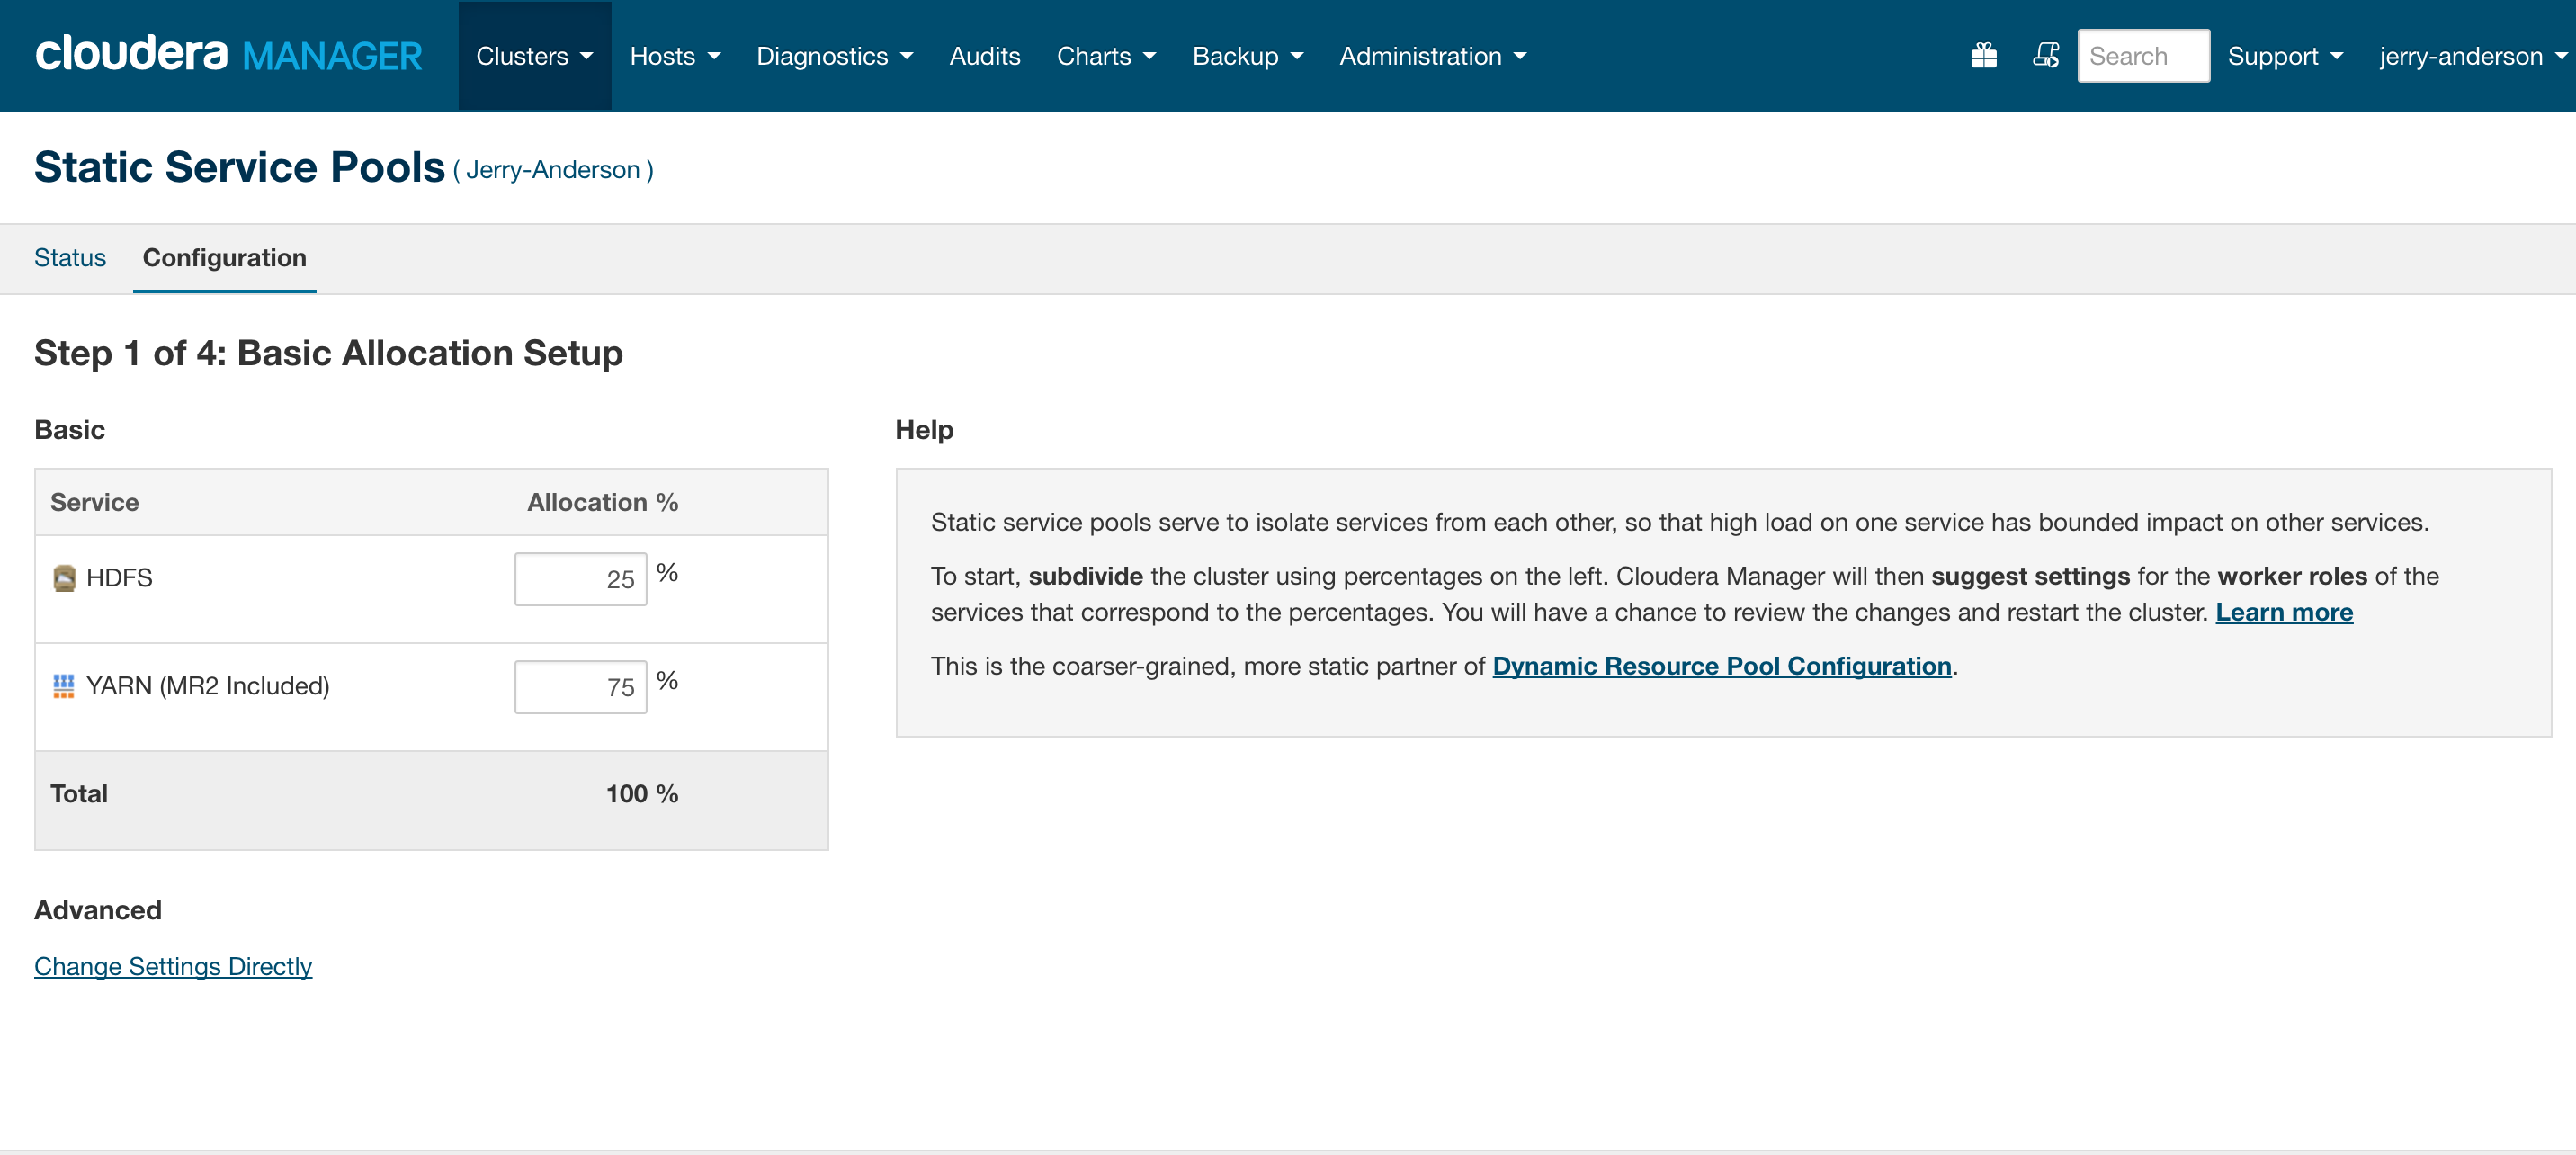 cloudera MANAGER Clusters Hosts Diagnostics Audits Charts Backup Administration Search Support jerry-anderson
Static Service Pools ( Jerry-Anderson )
Status Configuration
Step 1 of 4: Basic Allocation Setup
Basic
Service Allocation %
HDFS 25 %
YARN (MR2 Included) 75 %
Total 100 %
Advanced
Change Settings Directly
Help
Static service pools serve to isolate services from each other, so that high load on one service has bounded impact on other services.
To start, subdivide the cluster using percentages on the left. Cloudera Manager will then suggest settings for the worker roles of the
services that correspond to the percentages. You will have a chance to review the changes and restart the cluster. Learn more
This is the coarser-grained, more static partner of Dynamic Resource Pool Configuration.